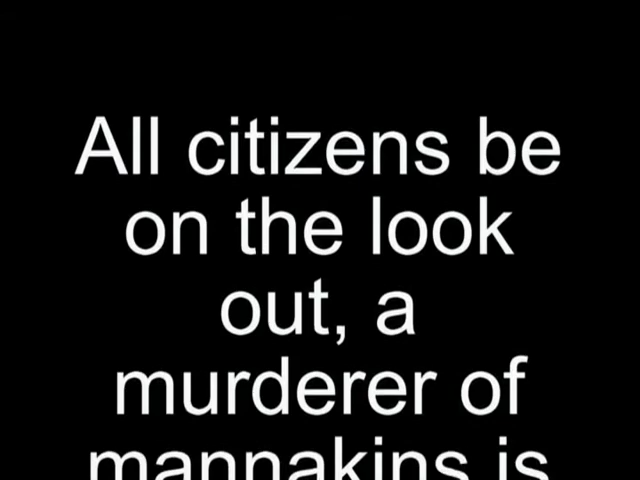 All citizens be
on the look
out, a
murderer of
mannakins is